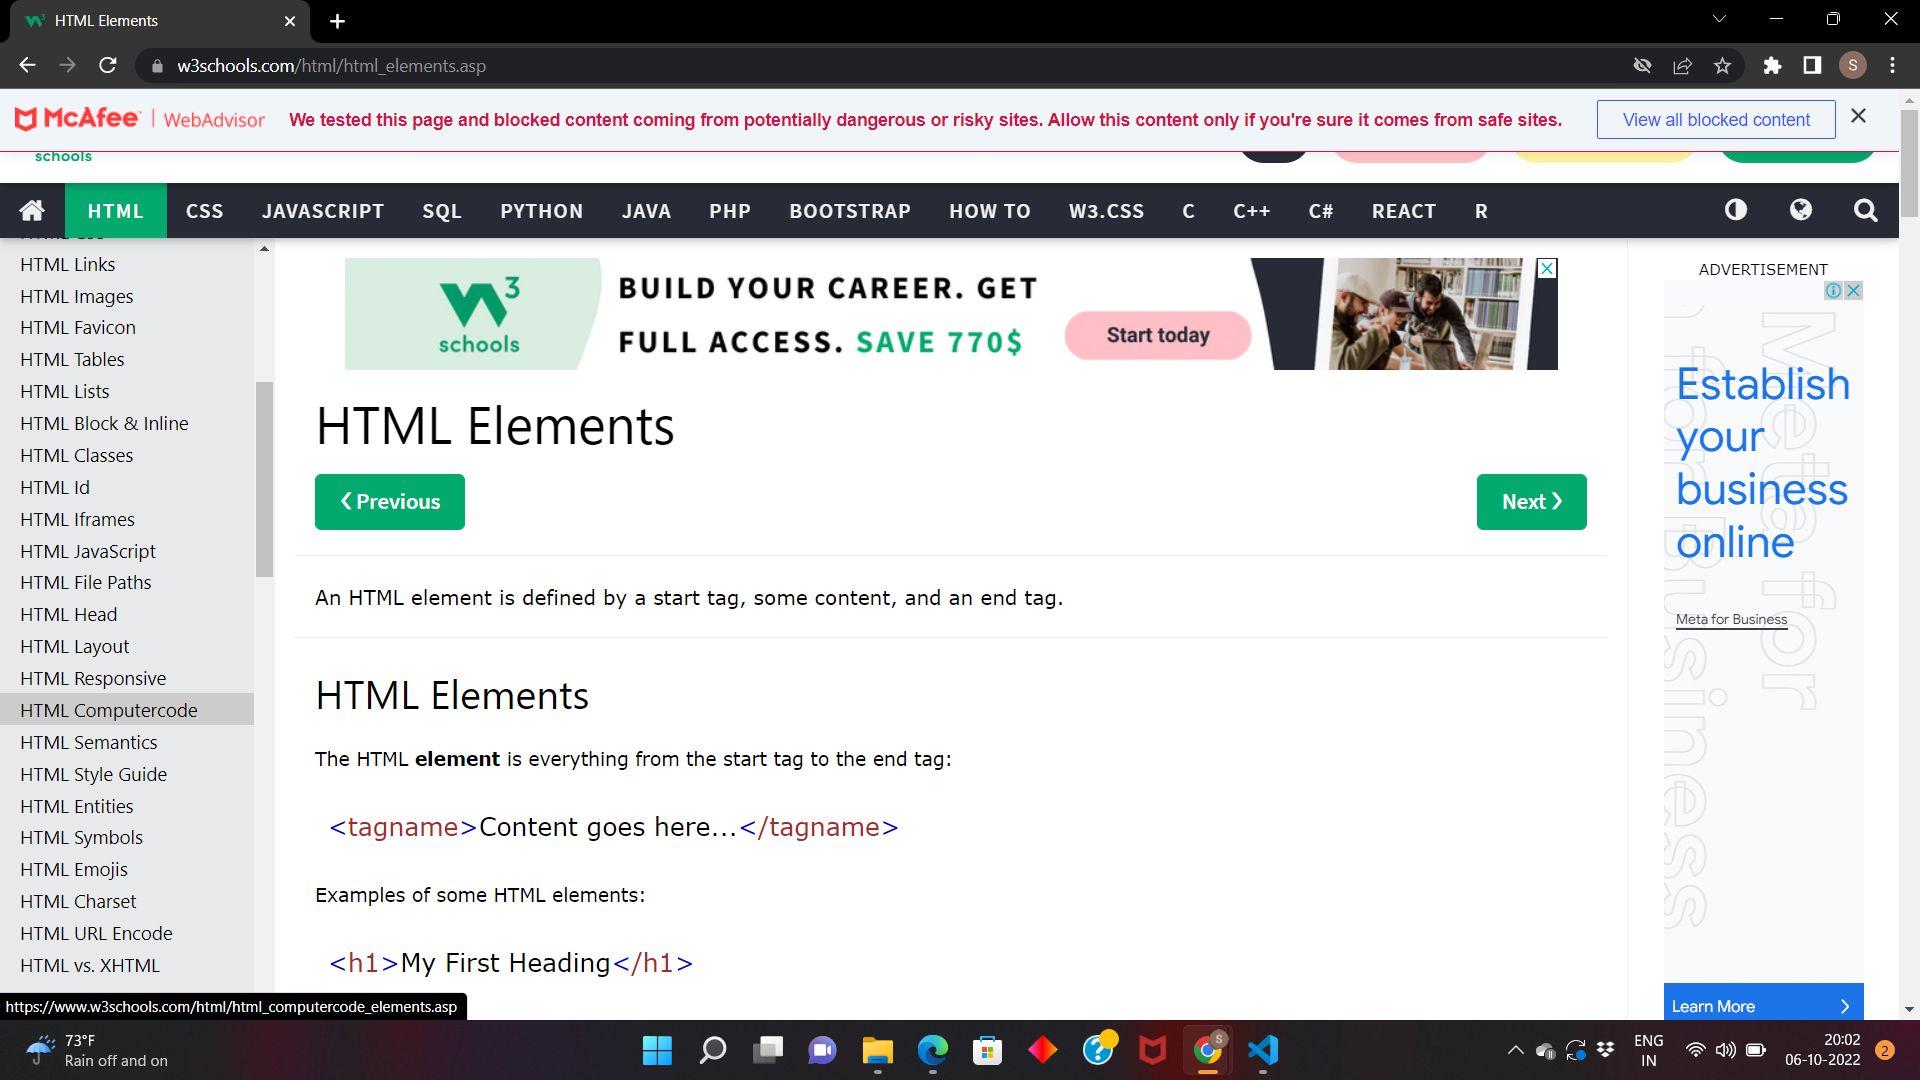 HTML Elements
w3schools.com/html/html_elements.asp
S
McAfee | WebAdvisor
We tested this page and blocked content coming from potentially dangerous or risky sites. Allow this content only if you're sure it comes from safe sites.
View all blocked content
schools
HTML CSS JAVASCRIPT SQL PYTHON JAVA PHP BOOTSTRAP HOW TO W3.CSS C C++ C# REACT R
HTML Links
HTML Images
HTML Favicon
HTML Tables
HTML Lists
HTML Block & Inline
HTML Classes
HTML Id
HTML Iframes
HTML JavaScript
HTML File Paths
HTML Head
HTML Layout
HTML Responsive
HTML Computercode
HTML Semantics
HTML Style Guide
HTML Entities
HTML Symbols
HTML Emojis
HTML Charset
HTML URL Encode
HTML vs. XHTML
W3
schools
BUILD YOUR CAREER. GET
FULL ACCESS. SAVE 770$
Start today
HTML Elements
❮ Previous
Next ❯
An HTML element is defined by a start tag, some content, and an end tag.
HTML Elements
The HTML element is everything from the start tag to the end tag:
<tagname>Content goes here...</tagname>
Examples of some HTML elements:
<h1>My First Heading</h1>
ADVERTISEMENT
Establish
your
business
online
Meta for Business
Meta for
Learn More
https://www.w3schools.com/html/html_computercode_elements.asp
73°F
Rain off and on
S
ENG
IN
20:02
06-10-2022
2